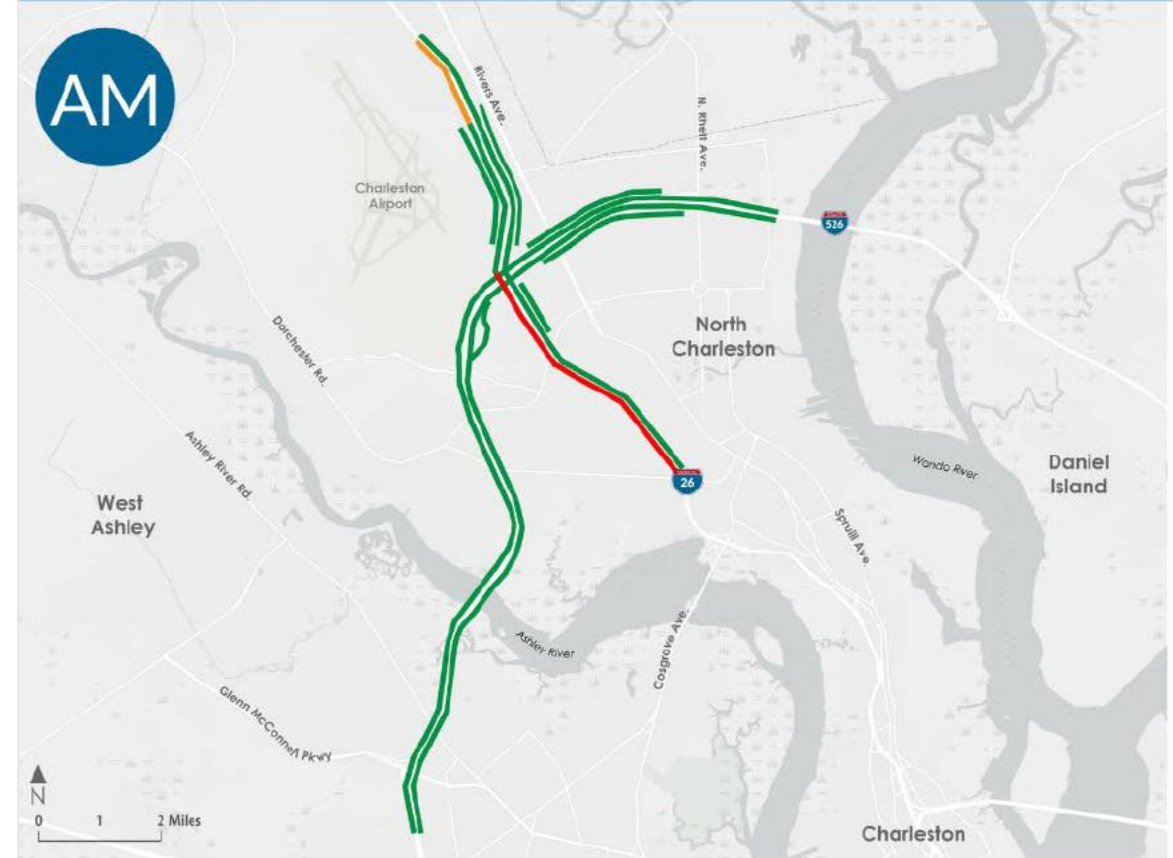 AM
Rivers Ave.
N. Rhett Ave.
Charleston
Airport
526
Dorchester Rd.
North
Charleston
Ashley River Rd.
Wando River
Daniel
Island
26
West
Ashley
Spruill Ave.
Ashley River
Cosgrove Ave.
Glenn McConnell Pkwy
N
0 1 2 Miles
Charleston